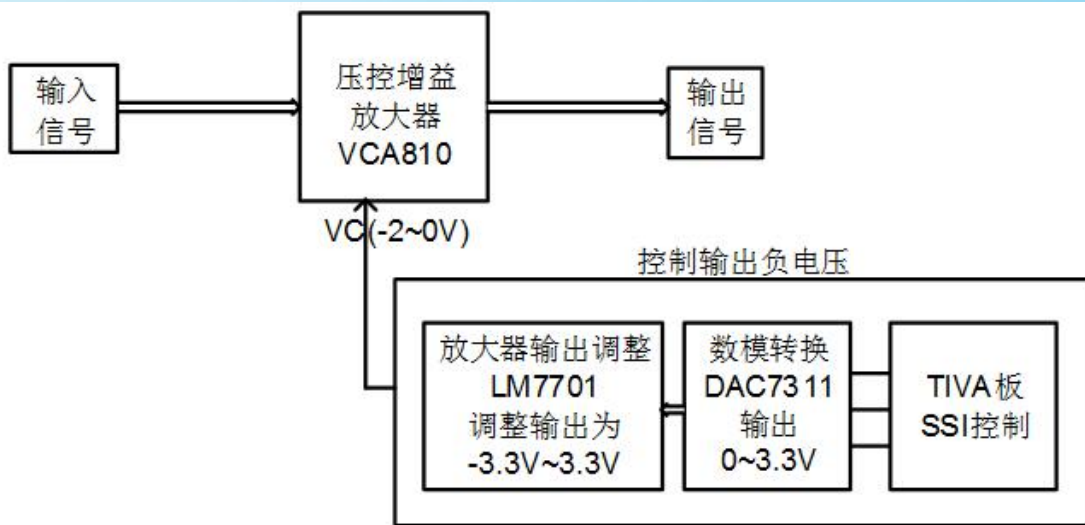 输入
信号
压控增益
放大器
VCA810
输出
信号
VC(-2~0V)
控制输出负电压
放大器输出调整
LM7701
调整输出为
-3.3V~3.3V
数模转换
DAC7311
输出
0~3.3V
TIVA板
SSI控制